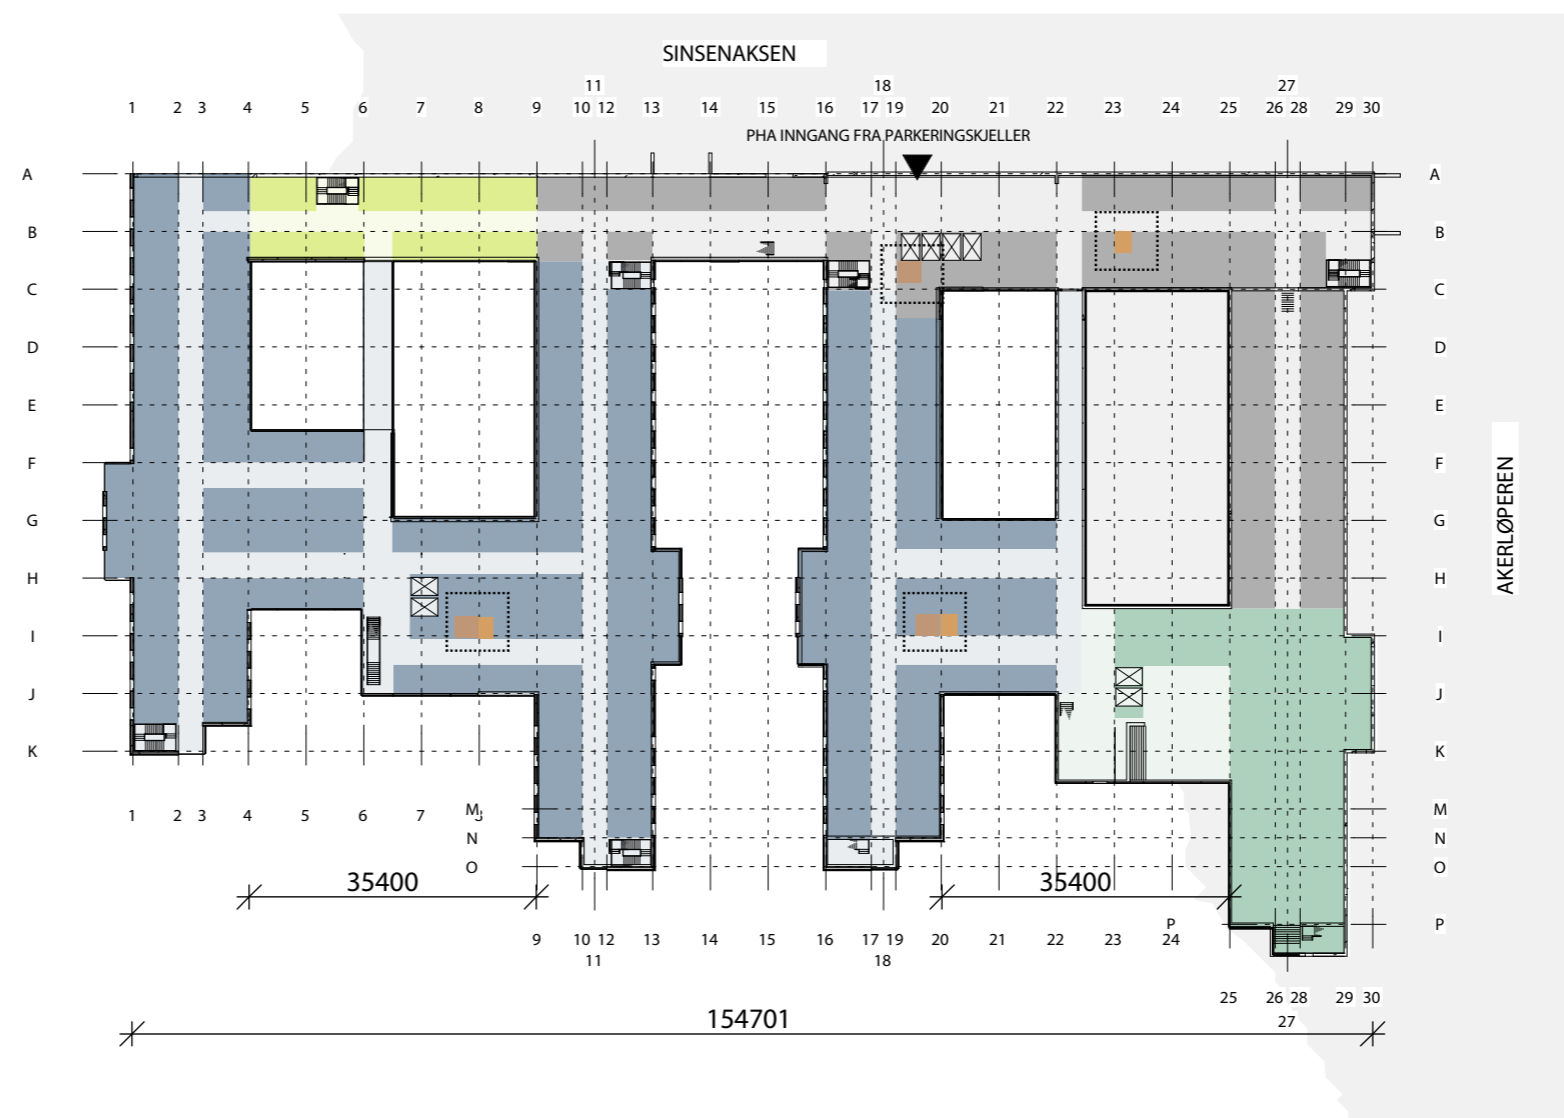 SINSENAKSEN
11 18 27
1 2 3 4 5 6 7 8 9 10 12 13 14 15 16 17 19 20 21 22 23 24 25 26 28 29 30
PHA INNGANG FRA PARKERINGSKJELLER
A A
B B
C C
D D
E E
F F
G G
H H
I I
J J
K K
AKERLØPEREN
M M
1 2 3 4 5 6 7
N N
O O
35400 35400
P P
9 10 12 13 14 15 16 17 19 20 21 22 23 24
11 18
25 26 28 29 30
154701 27